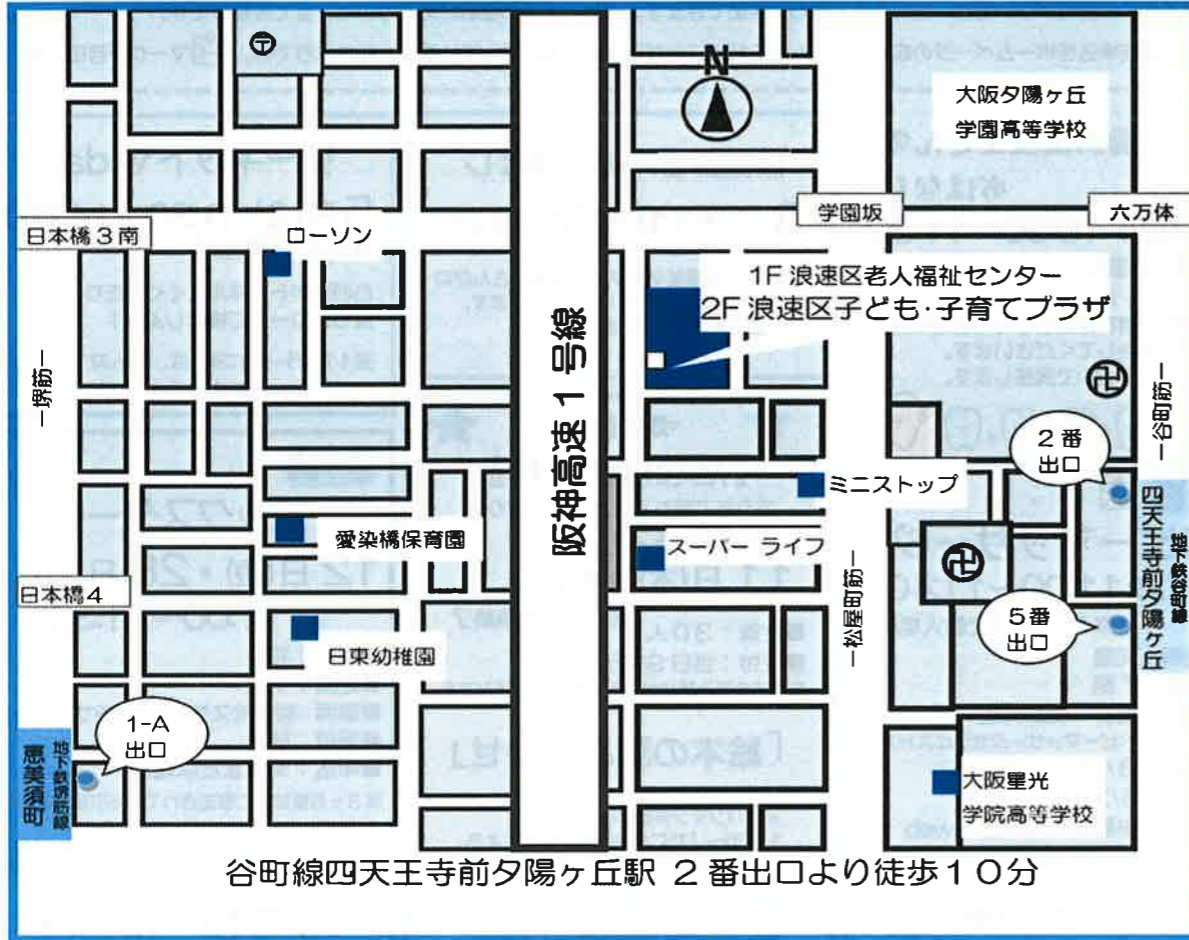 N
大阪夕陽ヶ丘
学園高等学校
学園坂
六万体
日本橋3南
ローソン
1F 浪速区老人福祉センター
2F 浪速区子ども・子育てプラザ
阪神高速1号線
ー堺筋ー
ー谷町筋ー
2番
出口
ミニストップ
四天王寺前夕陽ヶ丘
地下鉄谷町線
愛染橋保育園
スーパー ライフ
日本橋4
ー松屋町筋ー
5番
出口
日東幼稚園
1-A
出口
恵美須町
地下鉄堺筋線
大阪星光
学院高等学校
谷町線四天王寺前夕陽ヶ丘駅 2番出口より徒歩10分